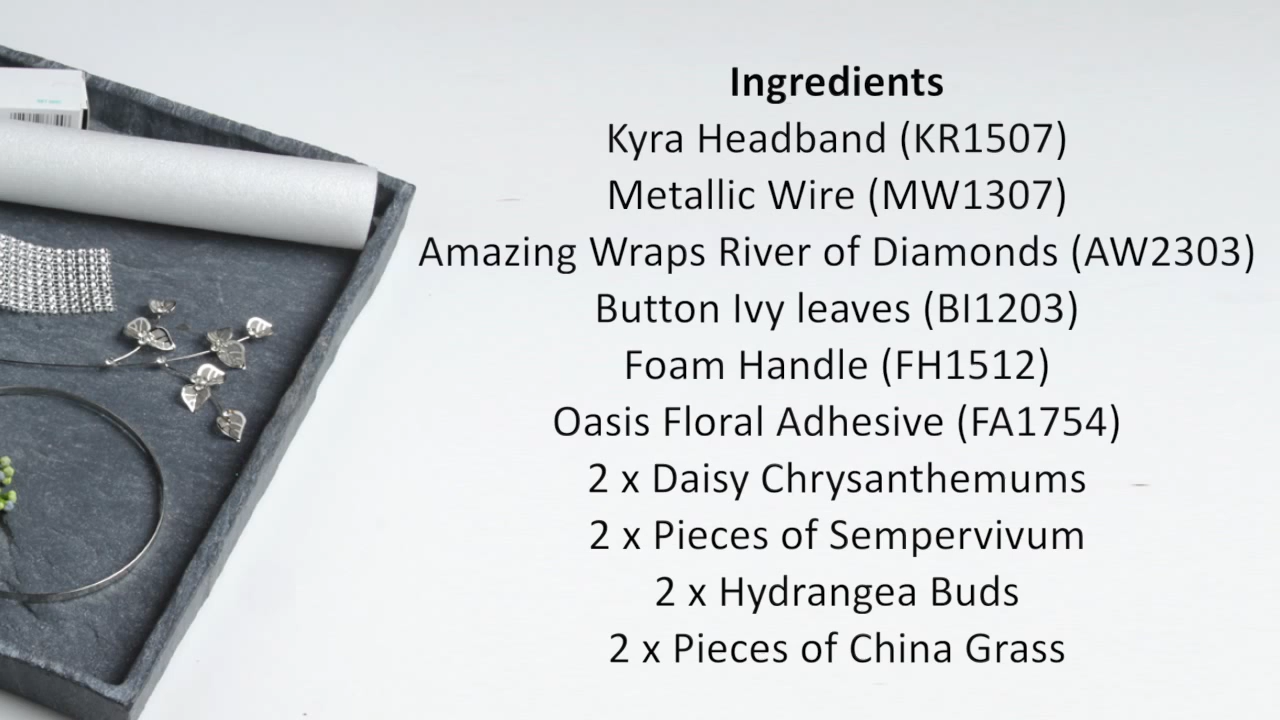 Ingredients
Kyra Headband (KR1507)
Metallic Wire (MW1307)
Amazing Wraps River of Diamonds (AW2303)
Button Ivy leaves (BI1203)
Foam Handle (FH1512)
Oasis Floral Adhesive (FA1754)
2 x Daisy Chrysanthemums
2 x Pieces of Sempervivum
2 x Hydrangea Buds
2 x Pieces of China Grass